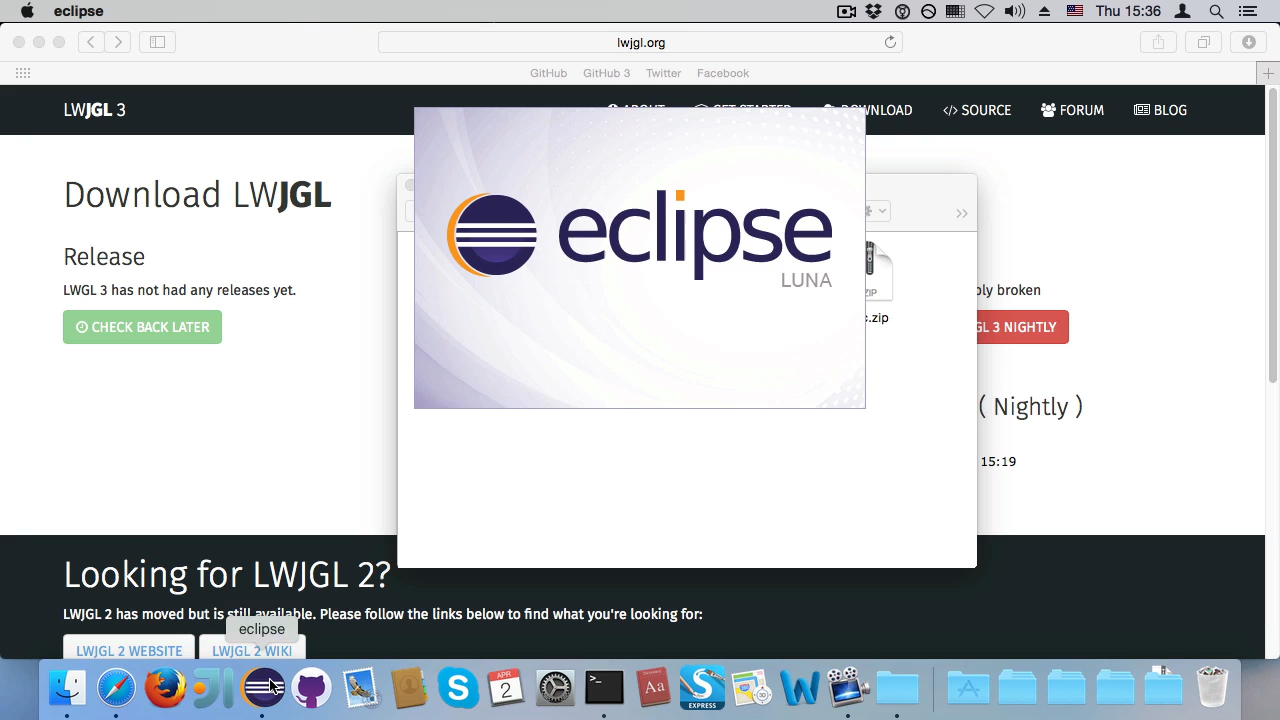 eclipse
Thu 15:36
lwjgl.org
GitHub GitHub 3 Twitter Facebook
LWJGL 3
DOWNLOAD
</> SOURCE
FORUM
BLOG
Download LWJGL
eclipse
LUNA
Release
LWJGL 3 has not had any releases yet.
CHECK BACK LATER
ZIP
c.zip
bly broken
GL 3 NIGHTLY
( Nightly )
15:19
Looking for LWJGL 2?
LWJGL 2 has moved but is still available. Please follow the links below to find what you're looking for:
eclipse
LWJGL 2 WEBSITE
LWJGL 2 WIKI
APR
2
Aa
S
EXPRESS
30
W